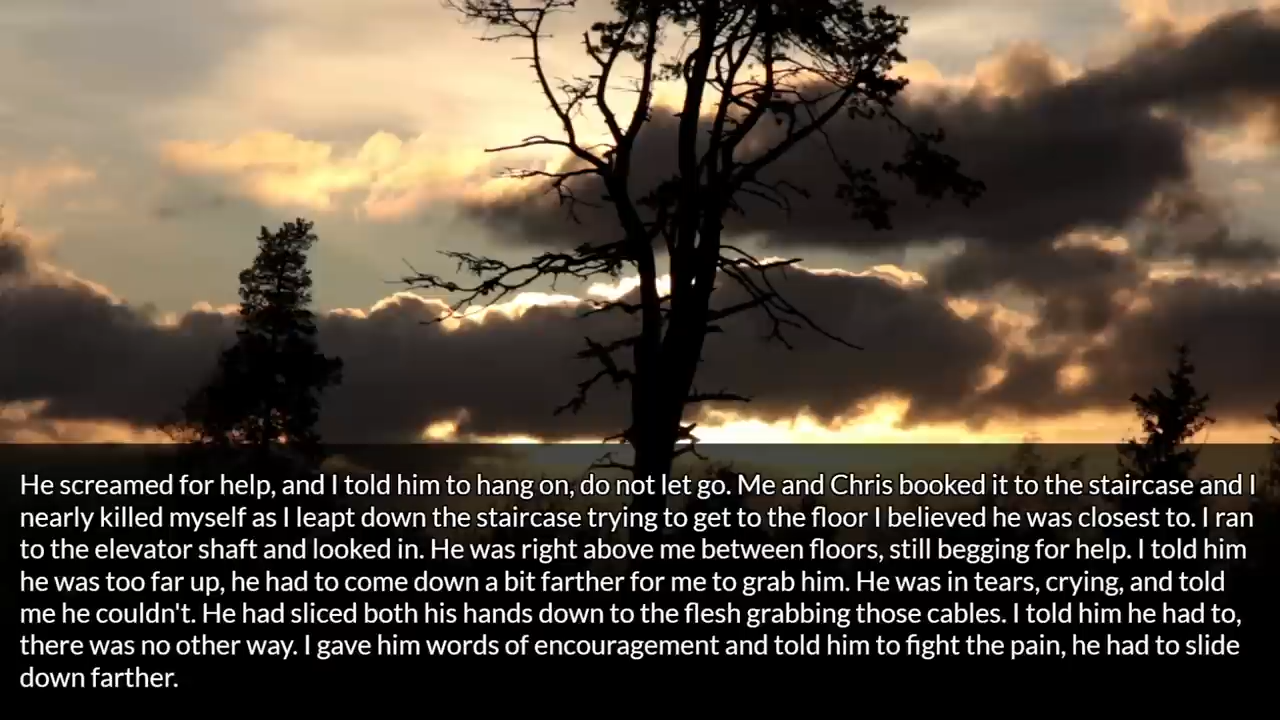 He screamed for help, and I told him to hang on, do not let go. Me and Chris booked it to the staircase and I
nearly killed myself as I leapt down the staircase trying to get to the floor I believed he was closest to. I ran
to the elevator shaft and looked in. He was right above me between floors, still begging for help. I told him
he was too far up, he had to come down a bit farther for me to grab him. He was in tears, crying, and told
me he couldn't. He had sliced both his hands down to the flesh grabbing those cables. I told him he had to,
there was no other way. I gave him words of encouragement and told him to fight the pain, he had to slide
down farther.